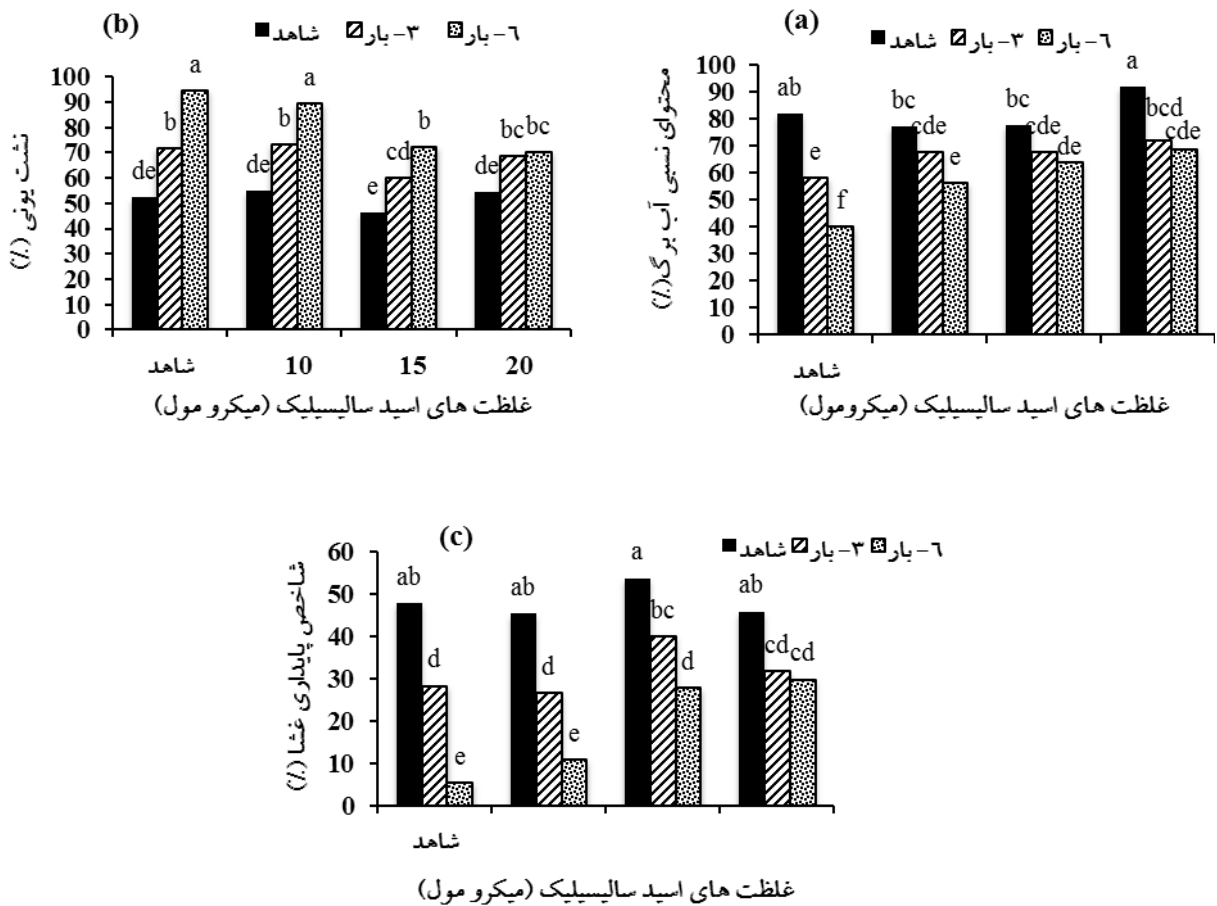 (b)
شاهد ۳- بار ۶- بار
نشت یونی (٪)
100
90
80
70
60
50
40
30
20
10
0
de b a
de b a
e cd b
de bc bc
شاهد 10 15 20
غلظت های اسید سالیسیلیک (میکرو مول)
(a)
شاهد ۳- بار ۶- بار
محتوای نسبی آب برگ(٪)
100
90
80
70
60
50
40
30
20
10
0
ab e f
bc cde e
bc cde de
a bcd cde
شاهد
غلظت های اسید سالیسیلیک (میکرومول)
(c)
شاهد ۳- بار ۶- بار
شاخص پایداری غشا (٪)
60
50
40
30
20
10
0
ab d e
ab d e
a bc d
ab cd cd
شاهد
غلظت های اسید سالیسیلیک (میکرو مول)